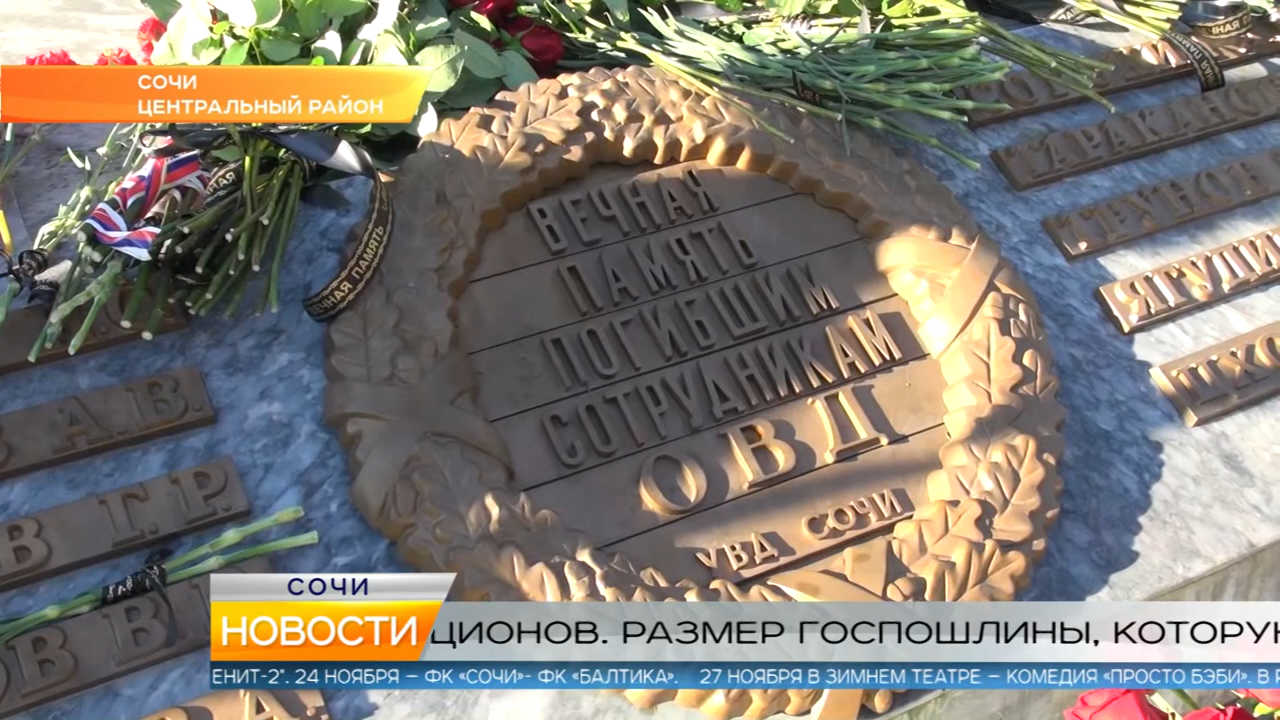 СОЧИ
ЦЕНТРАЛЬНЫЙ РАЙОН
ВЕЧНАЯ
ПАМЯТЬ
ПОГИБШИМ
СОТРУДНИКАМ
ОВД
УВД СОЧИ
ВЕЧНАЯ ПАМЯТЬ
А.В.
Г.Р.
ТРУНОВ
СОЧИ
НОВОСТИ
ЦИОНОВ. РАЗМЕР ГОСПОШЛИНЫ, КОТОРУ
ЕНИТ-2". 24 НОЯБРЯ – ФК «СОЧИ»- ФК «БАЛТИКА». 27 НОЯБРЯ В ЗИМНЕМ ТЕАТРЕ – КОМЕДИЯ «ПРОСТО БЭБИ». В